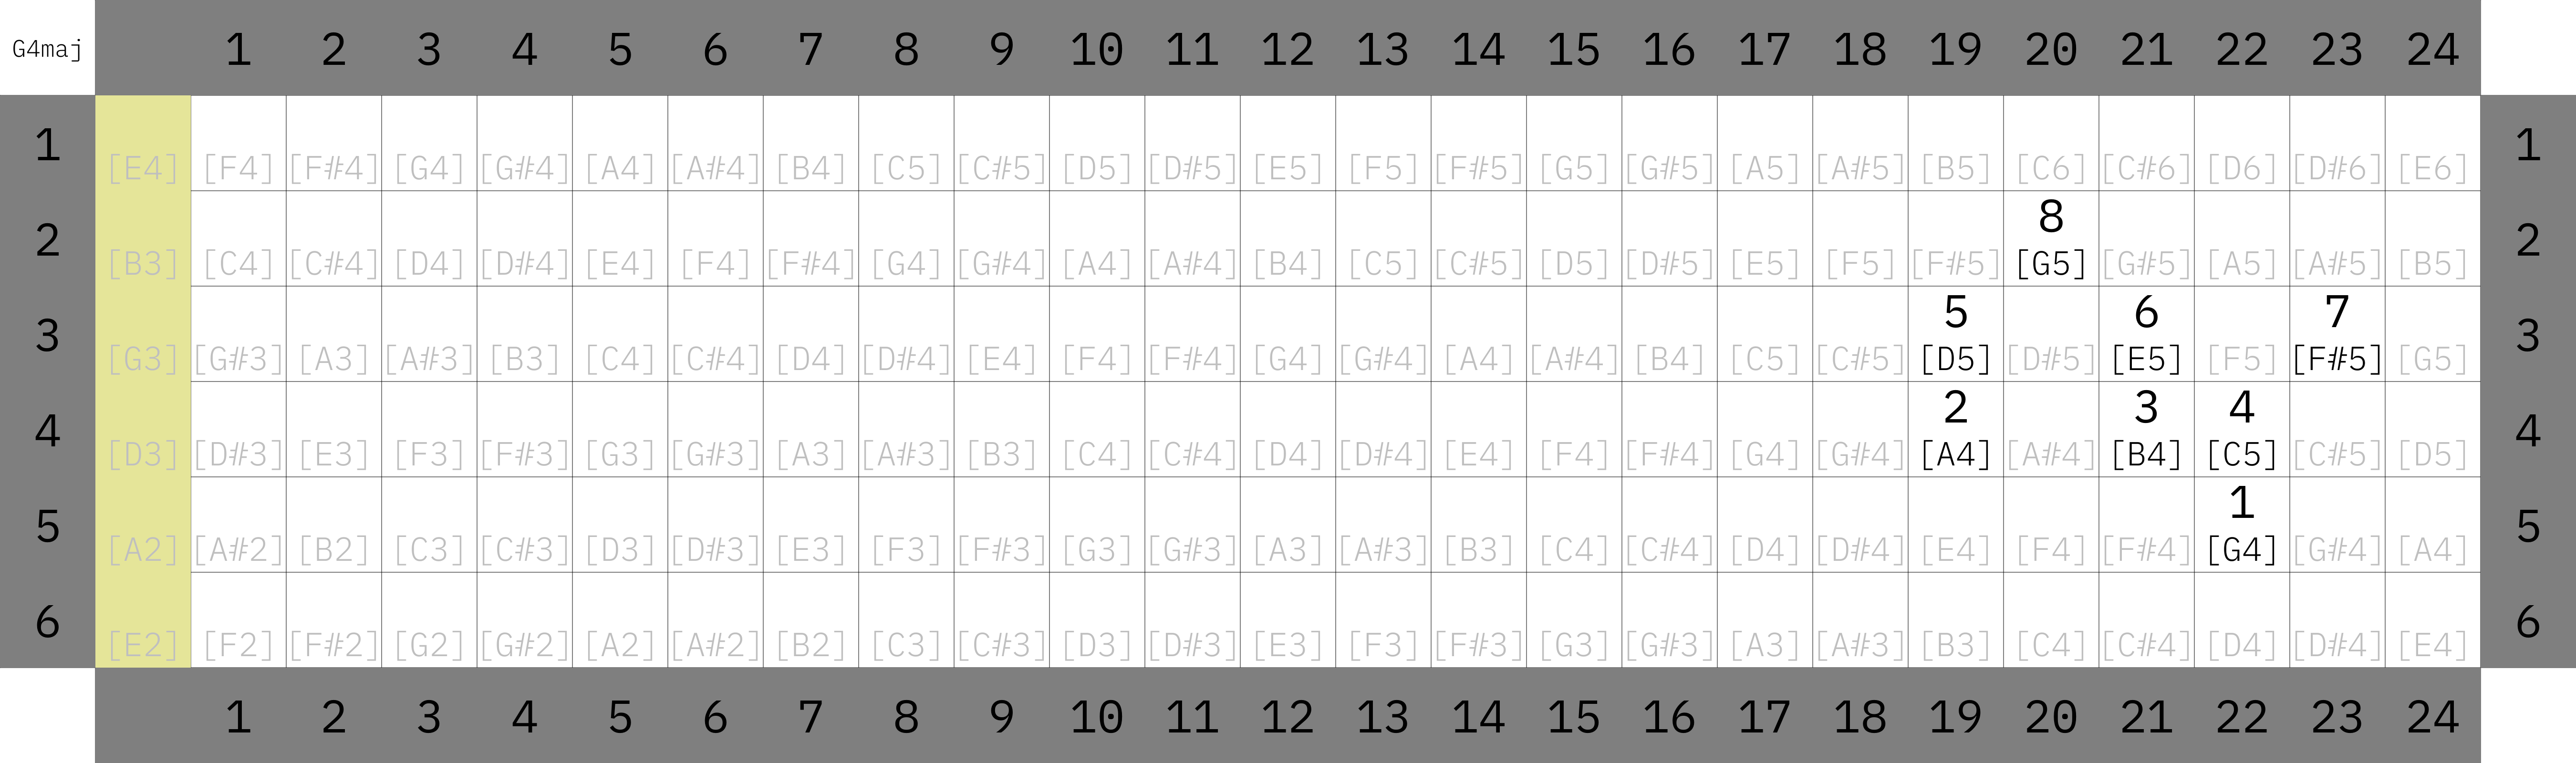 G4maj 1 2 3 4 5 6 7 8 9 10 11 12 13 14 15 16 17 18 19 20 21 22 23 24
1 [E4] [F4] [F#4] [G4] [G#4] [A4] [A#4] [B4] [C5] [C#5] [D5] [D#5] [E5] [F5] [F#5] [G5] [G#5] [A5] [A#5] [B5] [C6] [C#6] [D6] [D#6] [E6] 1
8
2 [B3] [C4] [C#4] [D4] [D#4] [E4] [F4] [F#4] [G4] [G#4] [A4] [A#4] [B4] [C5] [C#5] [D5] [D#5] [E5] [F5] [F#5] [G5] [G#5] [A5] [A#5] [B5] 2
5 6 7
3 [G3] [G#3] [A3] [A#3] [B3] [C4] [C#4] [D4] [D#4] [E4] [F4] [F#4] [G4] [G#4] [A4] [A#4] [B4] [C5] [C#5] [D5] [D#5] [E5] [F5] [F#5] [G5] 3
2 3 4
4 [D3] [D#3] [E3] [F3] [F#3] [G3] [G#3] [A3] [A#3] [B3] [C4] [C#4] [D4] [D#4] [E4] [F4] [F#4] [G4] [G#4] [A4] [A#4] [B4] [C5] [C#5] [D5] 4
1
5 [A2] [A#2] [B2] [C3] [C#3] [D3] [D#3] [E3] [F3] [F#3] [G3] [G#3] [A3] [A#3] [B3] [C4] [C#4] [D4] [D#4] [E4] [F4] [F#4] [G4] [G#4] [A4] 5
6 [E2] [F2] [F#2] [G2] [G#2] [A2] [A#2] [B2] [C3] [C#3] [D3] [D#3] [E3] [F3] [F#3] [G3] [G#3] [A3] [A#3] [B3] [C4] [C#4] [D4] [D#4] [E4] 6
1 2 3 4 5 6 7 8 9 10 11 12 13 14 15 16 17 18 19 20 21 22 23 24